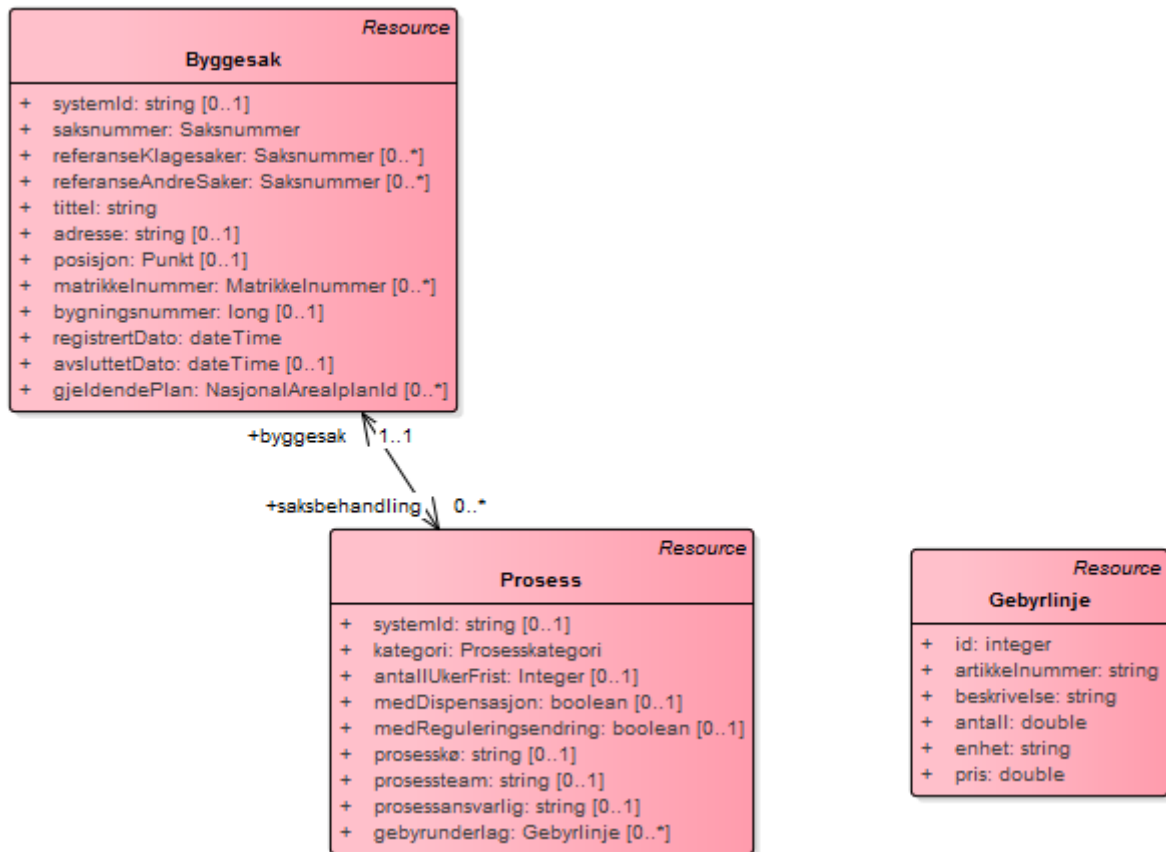 Resource
Byggesak
+ systemId: string [0..1]
+ saksnummer: Saksnummer
+ referanseKlagesaker: Saksnummer [0..*]
+ referanseAndreSaker: Saksnummer [0..*]
+ tittel: string
+ adresse: string [0..1]
+ posisjon: Punkt [0..1]
+ matrikkelnummer: Matrikkelnummer [0..*]
+ bygningsnummer: long [0..1]
+ registrertDato: dateTime
+ avsluttetDato: dateTime [0..1]
+ gjeldendePlan: NasjonalArealplanId [0..*]
+byggesak 1..1
+saksbehandling 0..*
Resource
Prosess
+ systemId: string [0..1]
+ kategori: Prosesskategori
+ antallUkerFrist: Integer [0..1]
+ medDispensasjon: boolean [0..1]
+ medReguleringsendring: boolean [0..1]
+ prosesskø: string [0..1]
+ prosessteam: string [0..1]
+ prosessansvarlig: string [0..1]
+ gebyrunderlag: Gebyrlinje [0..*]
Resource
Gebyrlinje
+ id: integer
+ artikkelnummer: string
+ beskrivelse: string
+ antall: double
+ enhet: string
+ pris: double